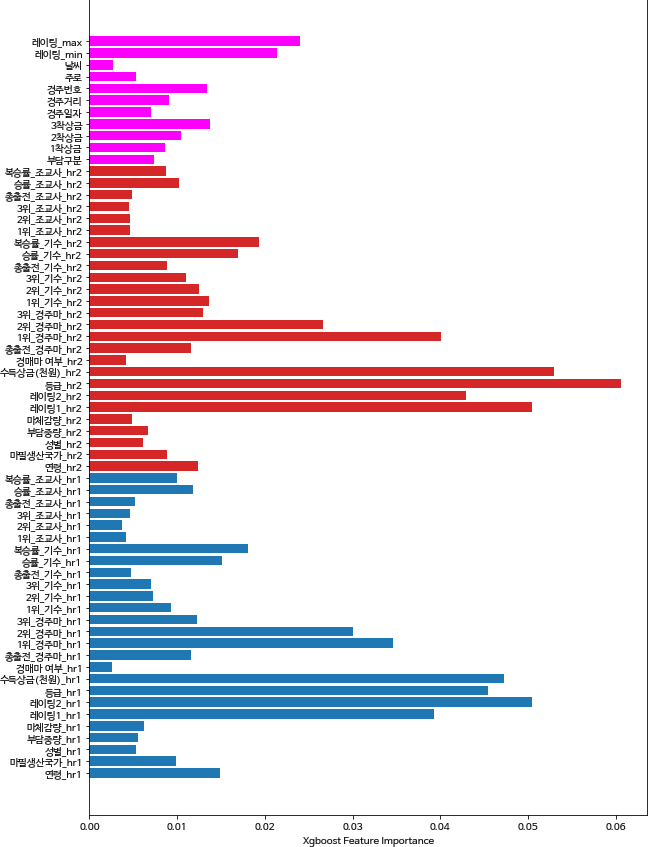 레이팅_max
레이팅_min
날씨
주로
경주번호
경주거리
경주일자
3착상금
2착상금
1착상금
부담구분
복승률_조교사_hr2
승률_조교사_hr2
총출전_조교사_hr2
3위_조교사_hr2
2위_조교사_hr2
1위_조교사_hr2
복승률_기수_hr2
승률_기수_hr2
총출전_기수_hr2
3위_기수_hr2
2위_기수_hr2
1위_기수_hr2
3위_경주마_hr2
2위_경주마_hr2
1위_경주마_hr2
총출전_경주마_hr2
경매마 여부_hr2
수득상금(천원)_hr2
등급_hr2
레이팅2_hr2
레이팅1_hr2
마체감량_hr2
부담중량_hr2
성별_hr2
마필생산국가_hr2
연령_hr2
복승률_조교사_hr1
승률_조교사_hr1
총출전_조교사_hr1
3위_조교사_hr1
2위_조교사_hr1
1위_조교사_hr1
복승률_기수_hr1
승률_기수_hr1
총출전_기수_hr1
3위_기수_hr1
2위_기수_hr1
1위_기수_hr1
3위_경주마_hr1
2위_경주마_hr1
1위_경주마_hr1
총출전_경주마_hr1
경매마 여부_hr1
수득상금(천원)_hr1
등급_hr1
레이팅2_hr1
레이팅1_hr1
마체감량_hr1
부담중량_hr1
성별_hr1
마필생산국가_hr1
연령_hr1
0.00 0.01 0.02 0.03 0.04 0.05 0.06
Xgboost Feature Importance